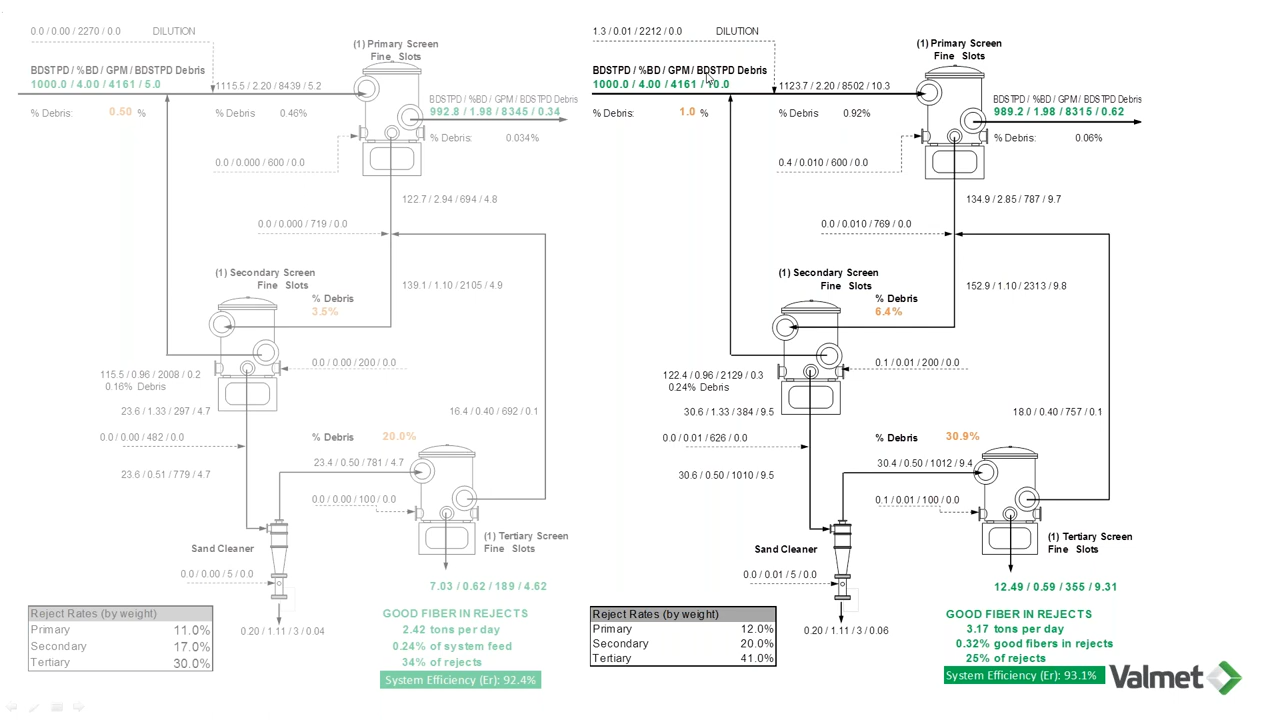 0.0 / 0.00 / 2270 / 0.0 DILUTION
(1) Primary Screen
Fine Slots
BDSTPD / %BD / GPM / BDSTPD Debris
1000.0 / 4.00 / 4161 / 5.0
1115.5 / 2.20 / 8439 / 5.2
BDSTPD / %BD / GPM / BDSTPD Debris
992.8 / 1.98 / 8345 / 0.34
% Debris: 0.50 %
% Debris 0.46%
% Debris: 0.034%
0.0 / 0.000 / 600 / 0.0
122.7 / 2.94 / 694 / 4.8
0.0 / 0.000 / 719 / 0.0
(1) Secondary Screen
Fine Slots
139.1 / 1.10 / 2105 / 4.9
% Debris
3.5%
0.0 / 0.00 / 200 / 0.0
115.5 / 0.96 / 2008 / 0.2
0.16% Debris
23.6 / 1.33 / 297 / 4.7
16.4 / 0.40 / 692 / 0.1
0.0 / 0.00 / 482 / 0.0
% Debris 20.0%
23.4 / 0.50 / 781 / 4.7
23.6 / 0.51 / 779 / 4.7
0.0 / 0.00 / 100 / 0.0
(1) Tertiary Screen
Fine Slots
Sand Cleaner
0.0 / 0.00 / 5 / 0.0
7.03 / 0.62 / 189 / 4.62
Reject Rates (by weight)
Primary 11.0%
Secondary 17.0%
Tertiary 30.0%
0.20 / 1.11 / 3 / 0.04
GOOD FIBER IN REJECTS
2.42 tons per day
0.24% of system feed
34% of rejects
System Efficiency (Er): 92.4%
1.3 / 0.01 / 2212 / 0.0 DILUTION
(1) Primary Screen
Fine Slots
BDSTPD / %BD / GPM / BDSTPD Debris
1000.0 / 4.00 / 4161 / 10.0
1123.7 / 2.20 / 8502 / 10.3
BDSTPD / %BD / GPM / BDSTPD Debris
989.2 / 1.98 / 8315 / 0.62
% Debris: 1.0 %
% Debris 0.92%
% Debris: 0.06%
0.4 / 0.010 / 600 / 0.0
134.9 / 2.85 / 787 / 9.7
0.0 / 0.010 / 769 / 0.0
(1) Secondary Screen
Fine Slots
152.9 / 1.10 / 2313 / 9.8
% Debris
6.4%
0.1 / 0.01 / 200 / 0.0
122.4 / 0.96 / 2129 / 0.3
0.24% Debris
30.6 / 1.33 / 384 / 9.5
18.0 / 0.40 / 757 / 0.1
0.0 / 0.01 / 626 / 0.0
% Debris 30.9%
30.4 / 0.50 / 1012 / 9.4
30.6 / 0.50 / 1010 / 9.5
0.1 / 0.01 / 100 / 0.0
(1) Tertiary Screen
Fine Slots
Sand Cleaner
0.0 / 0.01 / 5 / 0.0
12.49 / 0.59 / 355 / 9.31
Reject Rates (by weight)
Primary 12.0%
Secondary 20.0%
Tertiary 41.0%
0.20 / 1.11 / 3 / 0.06
GOOD FIBER IN REJECTS
3.17 tons per day
0.32% good fibers in rejects
25% of rejects
System Efficiency (Er): 93.1%
Valmet